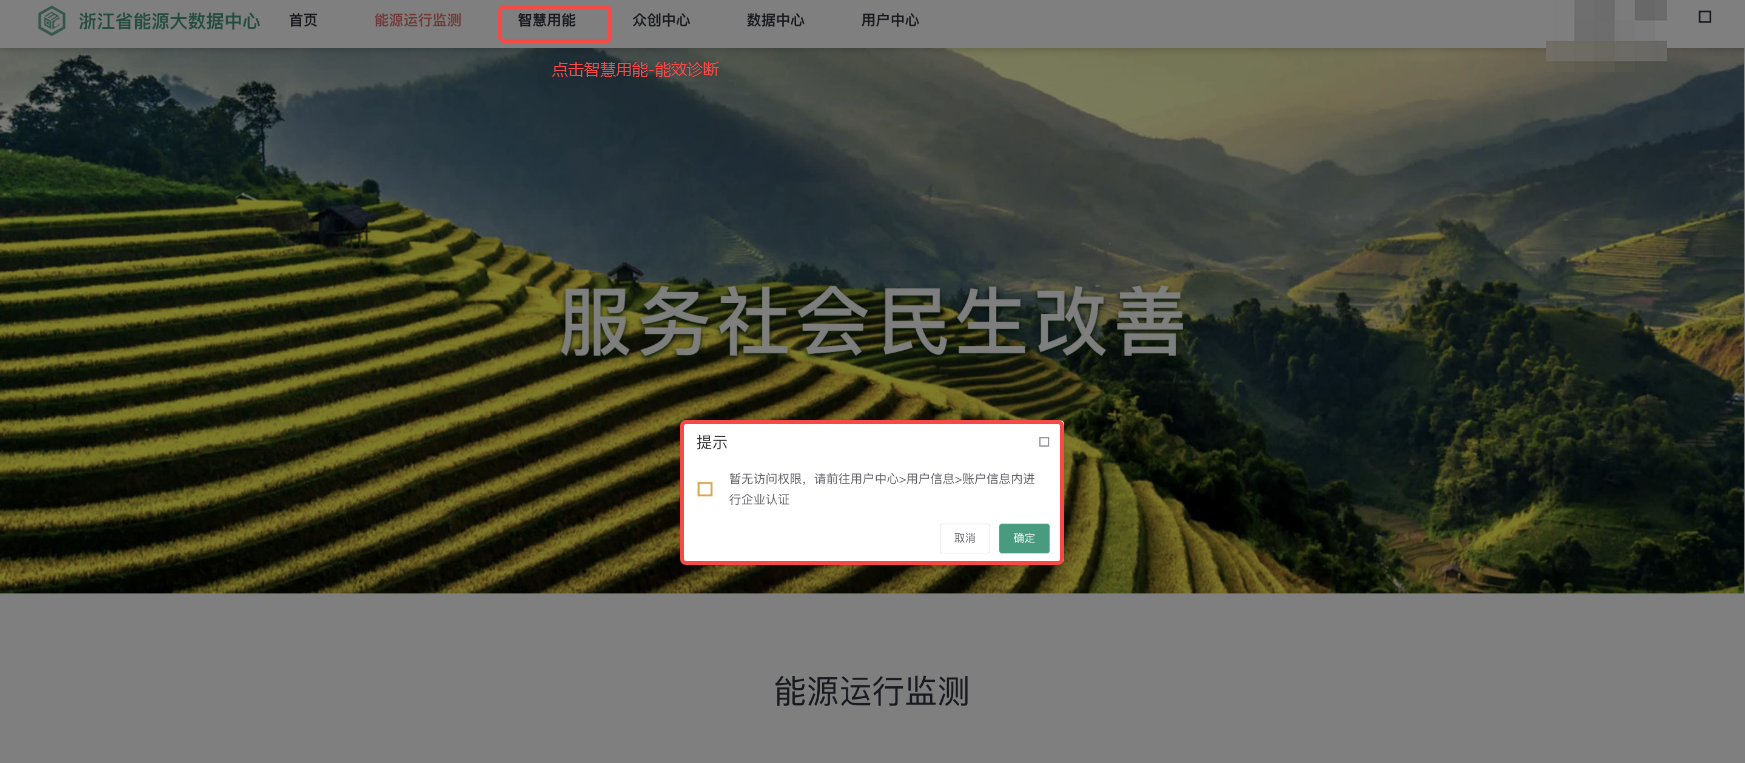 浙江省能源大数据中心 首页 能源运行监测 智慧用能 众创中心 数据中心 用户中心
点击智慧用能-能效诊断
服务社会民生改善
提示
暂无访问权限，请前往用户中心>用户信息>账户信息内进
行企业认证
取消 确定
能源运行监测